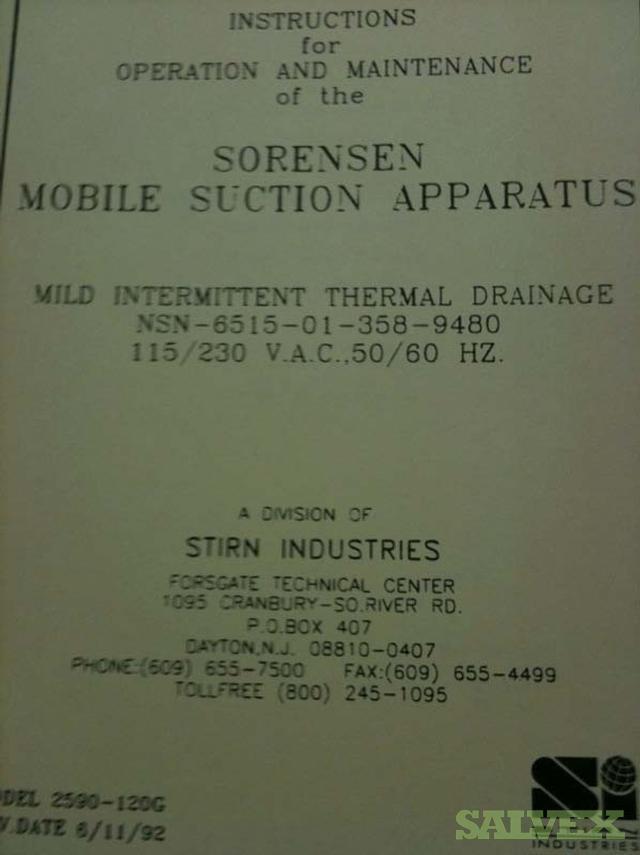 INSTRUCTIONS
for
OPERATION AND MAINTENANCE
of the
SORENSEN
MOBILE SUCTION APPARATUS
MILD INTERMITTENT THERMAL DRAINAGE
NSN-6515-01-358-9480
115/230 V.A.C.,50/60 HZ.
A DIVISION OF
STIRN INDUSTRIES
FORSGATE TECHNICAL CENTER
1095 CRANBURY-SO.RIVER RD.
P.O.BOX 407
DAYTON,N.J. 08810-0407
PHONE:(609) 655-7500 FAX:(609) 655-4499
TOLLFREE (800) 245-1095
DEL 2590-120G
V.DATE 6/11/92
Si
SALVEX
INDUSTRIES